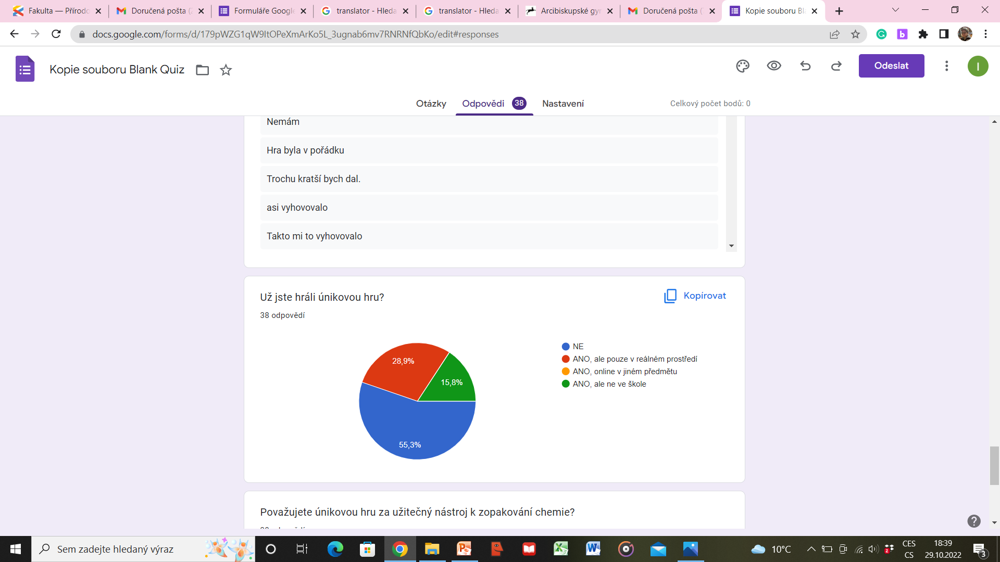 Fakulta — Přírodo
Doručená pošta (2
Formuláře Google
translator - Hleda
translator - Hleda
Arcibiskupské gyn
Doručená pošta (
Kopie souboru Bla
docs.google.com/forms/d/179pWZG1qW9ItOPeXmArKo5L_3ugnab6mv7RNRNfQbKo/edit#responses
Kopie souboru Blank Quiz
Odeslat
I
Otázky
Odpovědi 38
Nastavení
Celkový počet bodů: 0
Nemám
Hra byla v pořádku
Trochu kratší bych dal.
asi vyhovovalo
Takto mi to vyhovovalo
Už jste hráli únikovou hru?
Kopírovat
38 odpovědí
28,9%
15,8%
55,3%
NE
ANO, ale pouze v reálném prostředí
ANO, online v jiném předmětu
ANO, ale ne ve škole
Považujete únikovou hru za užitečný nástroj k zopakování chemie?
Sem zadejte hledaný výraz
10°C
CES
CS
18:39
29.10.2022
3